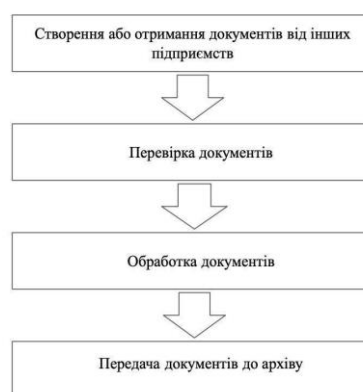 Створення або отримання документів від інших
підприємств
Перевірка документів
Обработка документів
Передача документів до архіву